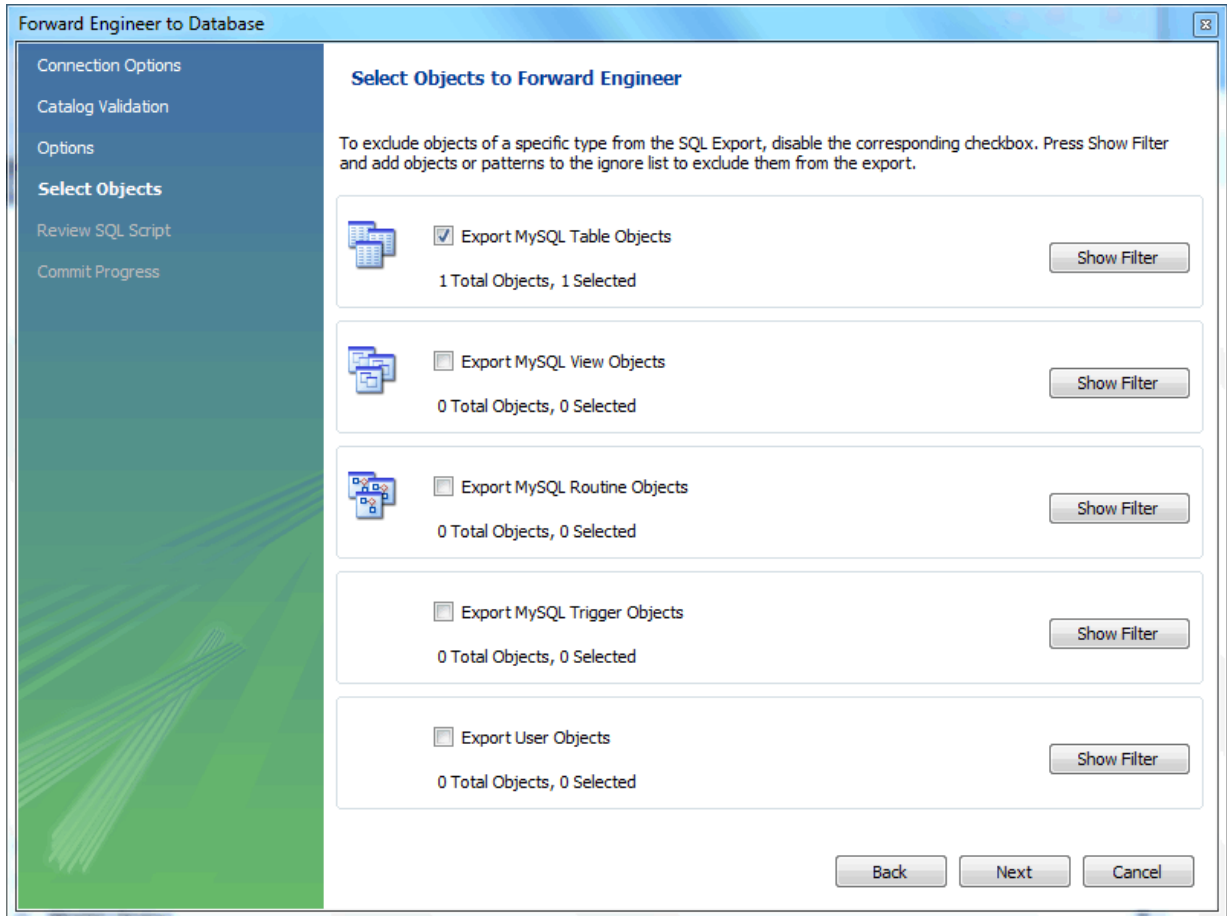 Forward Engineer to Database
Connection Options
Catalog Validation
Options
Select Objects
Review SQL Script
Commit Progress
Select Objects to Forward Engineer
To exclude objects of a specific type from the SQL Export, disable the corresponding checkbox. Press Show Filter
and add objects or patterns to the ignore list to exclude them from the export.
Export MySQL Table Objects
Show Filter
1 Total Objects, 1 Selected
Export MySQL View Objects
Show Filter
0 Total Objects, 0 Selected
Export MySQL Routine Objects
Show Filter
0 Total Objects, 0 Selected
Export MySQL Trigger Objects
Show Filter
0 Total Objects, 0 Selected
Export User Objects
Show Filter
0 Total Objects, 0 Selected
Back
Next
Cancel